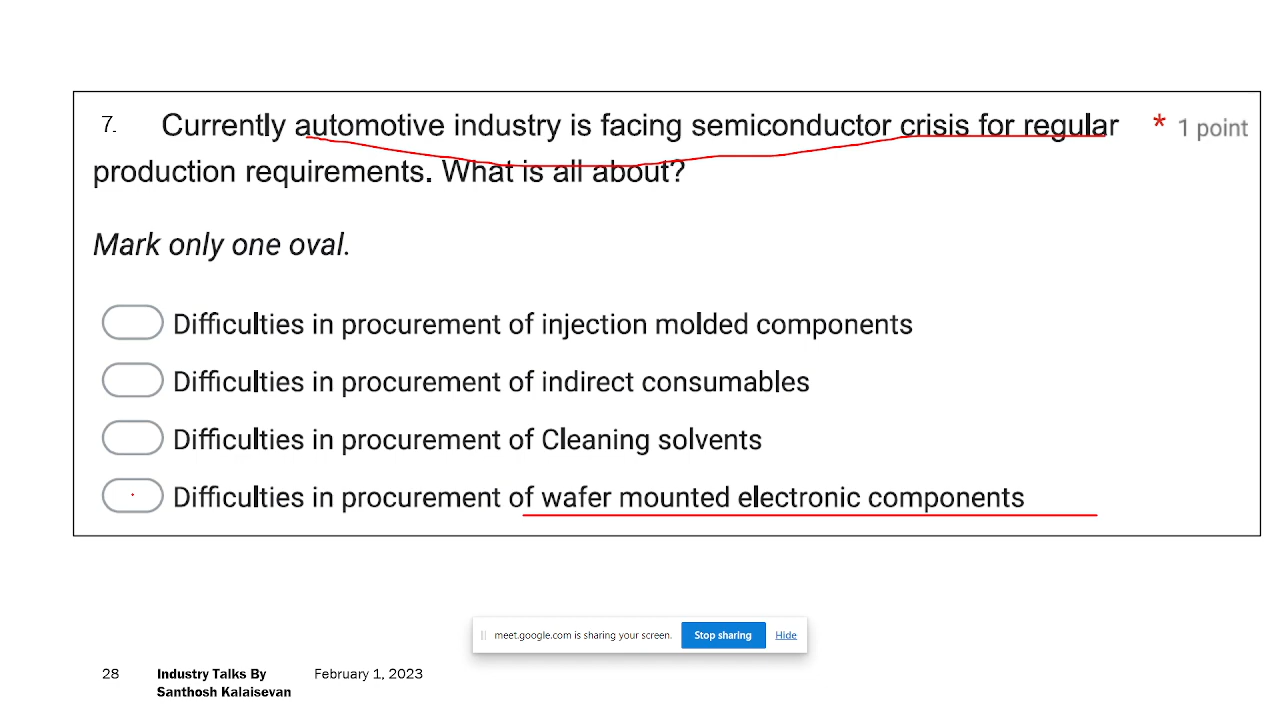 7. Currently automotive industry is facing semiconductor crisis for regular * 1 point
production requirements. What is all about?
Mark only one oval.
Difficulties in procurement of injection molded components
Difficulties in procurement of indirect consumables
Difficulties in procurement of Cleaning solvents
Difficulties in procurement of wafer mounted electronic components
meet.google.com is sharing your screen. Stop sharing Hide
28 Industry Talks By February 1, 2023
Santhosh Kalaisevan